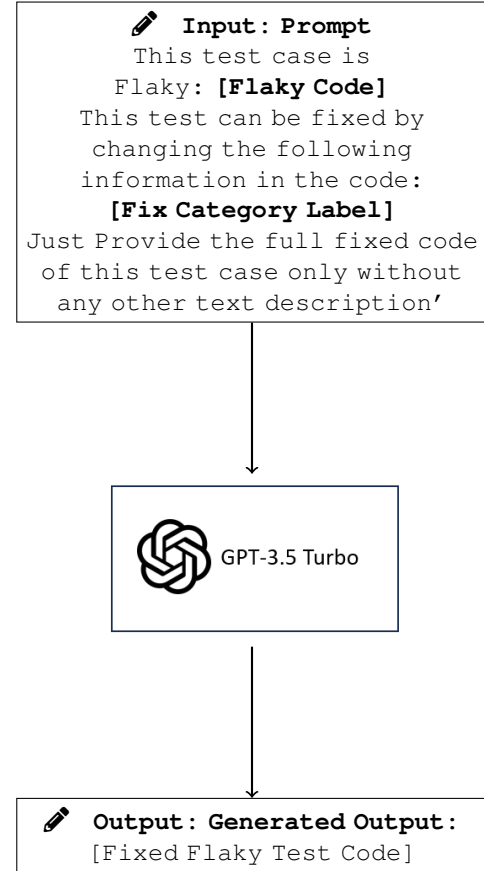 Input: Prompt
This test case is
Flaky: [Flaky Code]
This test can be fixed by
changing the following
information in the code:
[Fix Category Label]
Just Provide the full fixed code
of this test case only without
any other text description’
GPT-3.5 Turbo
Output: Generated Output:
[Fixed Flaky Test Code]